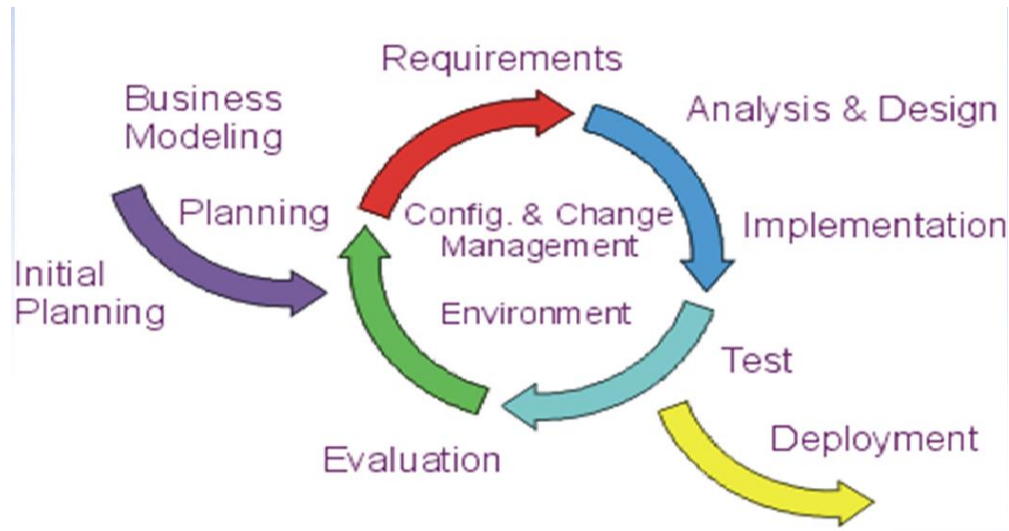 Requirements
Business
Modeling
Analysis & Design
Planning
Config. & Change
Management
Implementation
Initial
Planning
Environment
Test
Deployment
Evaluation